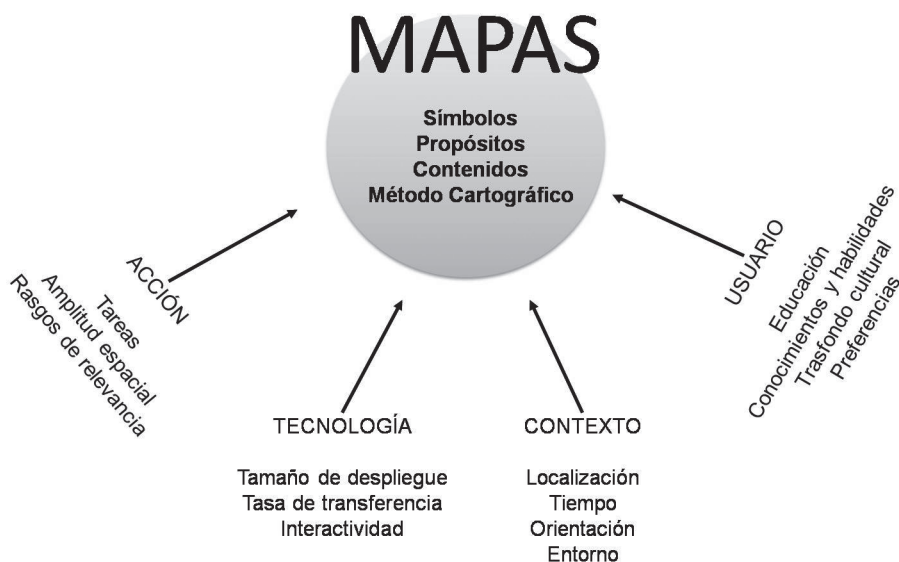 MAPAS
Símbolos
Propósitos
Contenidos
Método Cartográfico
ACCIÓN
Tareas
Amplitud espacial
Rasgos de relevancia
TECNOLOGÍA
Tamaño de despliegue
Tasa de transferencia
Interactividad
CONTEXTO
Localización
Tiempo
Orientación
Entorno
USUARIO
Educación
Conocimientos y habilidades
Trasfondo cultural
Preferencias